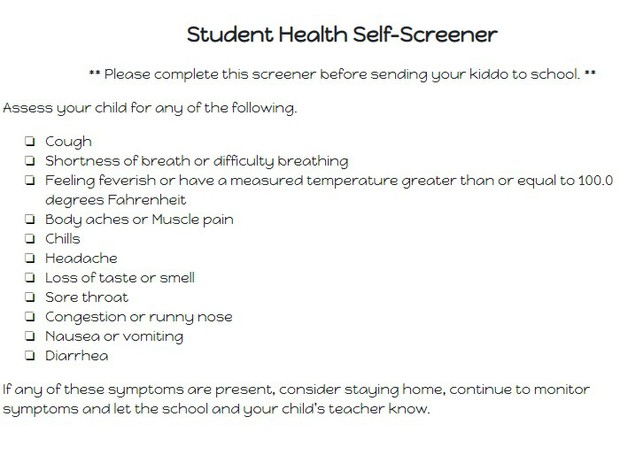 Student Health Self-Screener
** Please complete this screener before sending your kiddo to school. **
Assess your child for any of the following.
❏ Cough
❏ Shortness of breath or difficulty breathing
❏ Feeling feverish or have a measured temperature greater than or equal to 100.0
degrees Fahrenheit
❏ Body aches or Muscle pain
❏ Chills
❏ Headache
❏ Loss of taste or smell
❏ Sore throat
❏ Congestion or runny nose
❏ Nausea or vomiting
❏ Diarrhea
If any of these symptoms are present, consider staying home, continue to monitor
symptoms and let the school and your child's teacher know.